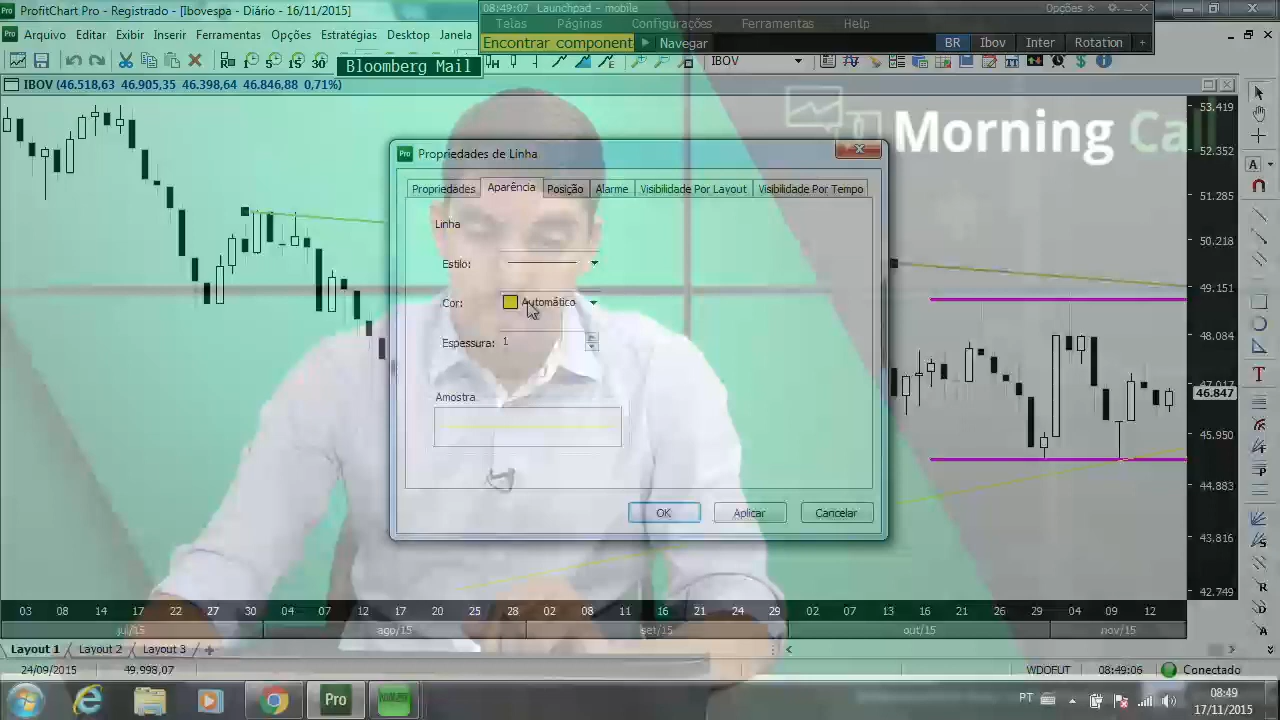 ProfitChart Pro - Registrado - [Ibovespa - Diário - 16/11/2015]
08:49:07 Launchpad - mobile
Opções
Telas Páginas Configurações Ferramentas Help
Arquivo Editar Exibir Inserir Ferramentas Opções Estratégias Desktop Janela
Encontrar component Navegar BR Ibov Inter Rotation +
Bloomberg Mail
IBOV
IBOV (46.518,63 46.905,35 46.398,64 46.846,88 0,71%)
Morning Call
Pro Propriedades de Linha
Propriedades Aparência Posição Alarme Visibilidade Por Layout Visibilidade Por Tempo
Linha
Estilo:
Cor: Automático
Espessura: 1
Amostra
OK Aplicar Cancelar
53.419
52.352
51.285
50.218
49.151
48.084
47.017
46.847
45.950
44.883
43.816
42.749
03 08 14 17 22 27 30 04 07 12 17 20 25 28 02 08 11 16 21 24 29 02 07 13 16 21 26 29 04 09 12
jul/15 ago/15 set/15 out/15 nov/15
Layout 1 Layout 2 Layout 3
24/09/2015 49.998,07 WDOFUT 08:49:06 Conectado
Pro
PT
08:49
17/11/2015